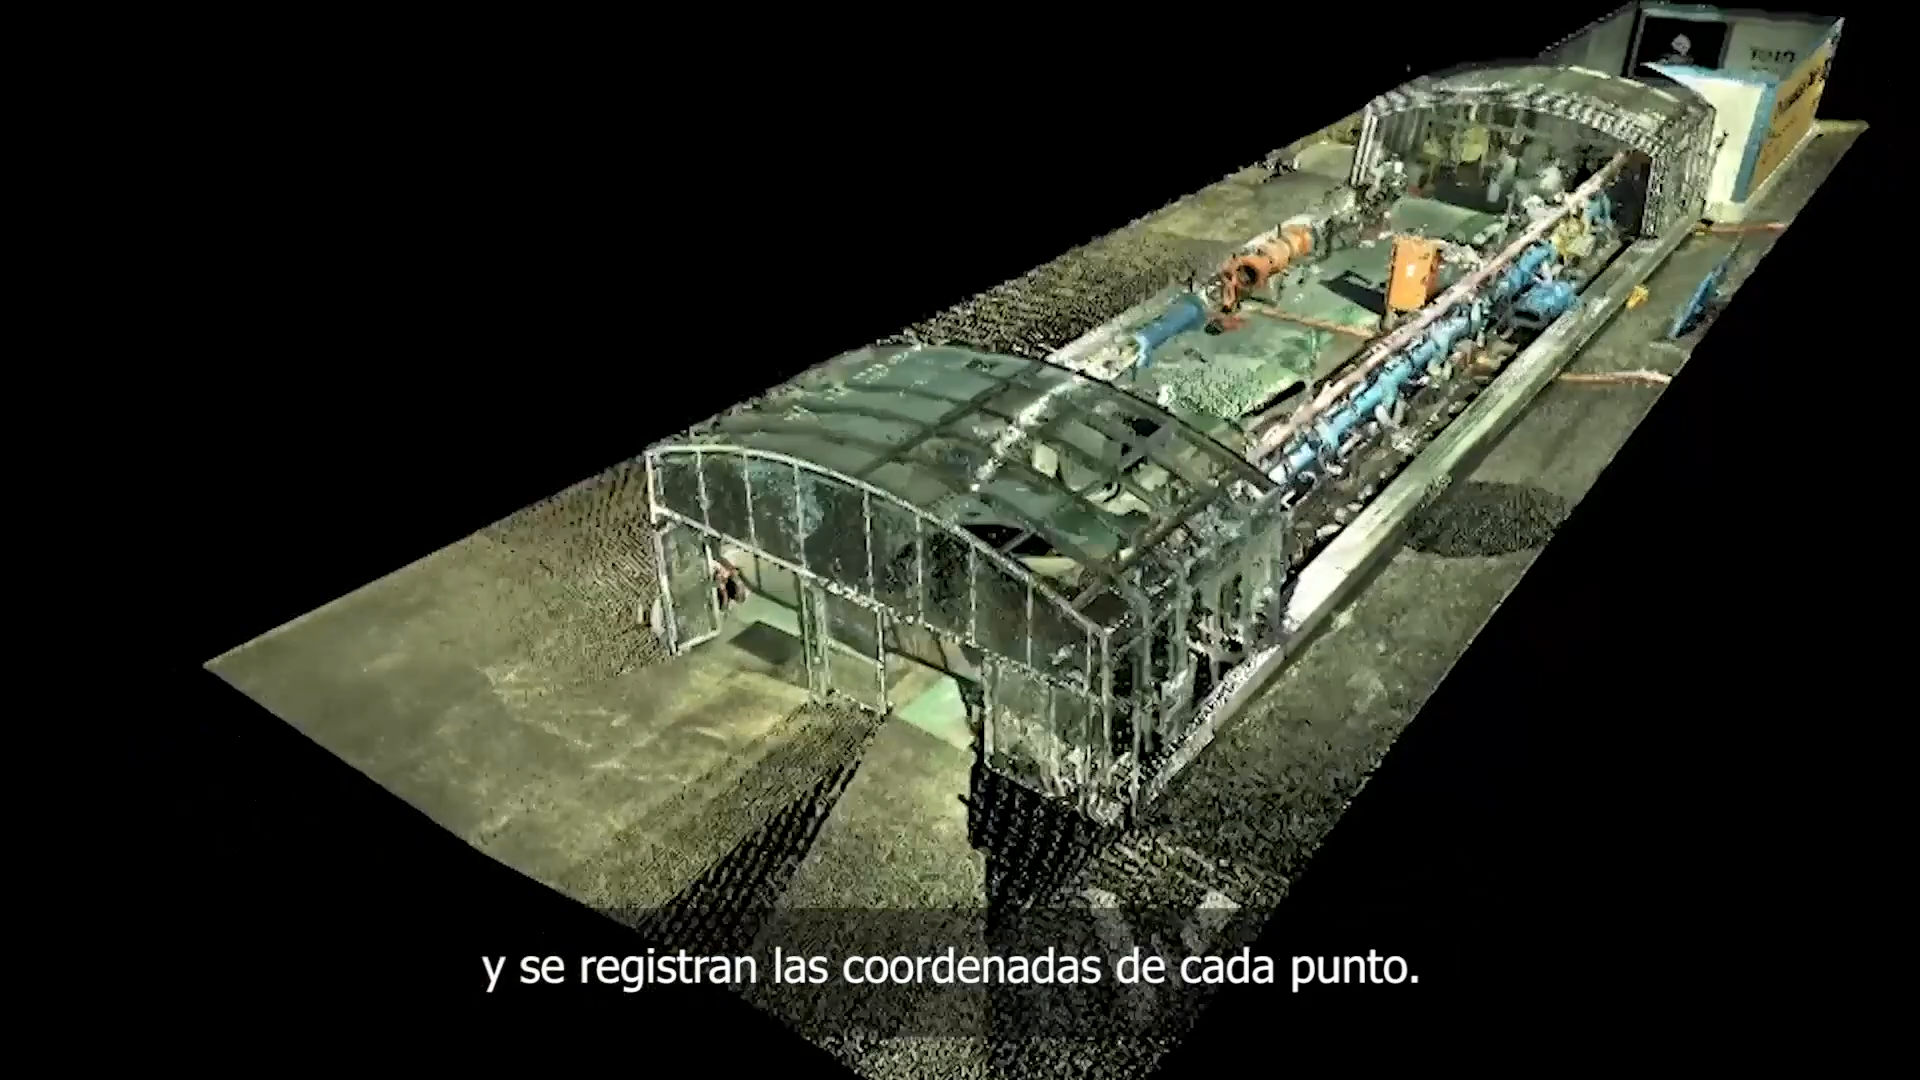 y se registran las coordenadas de cada punto.